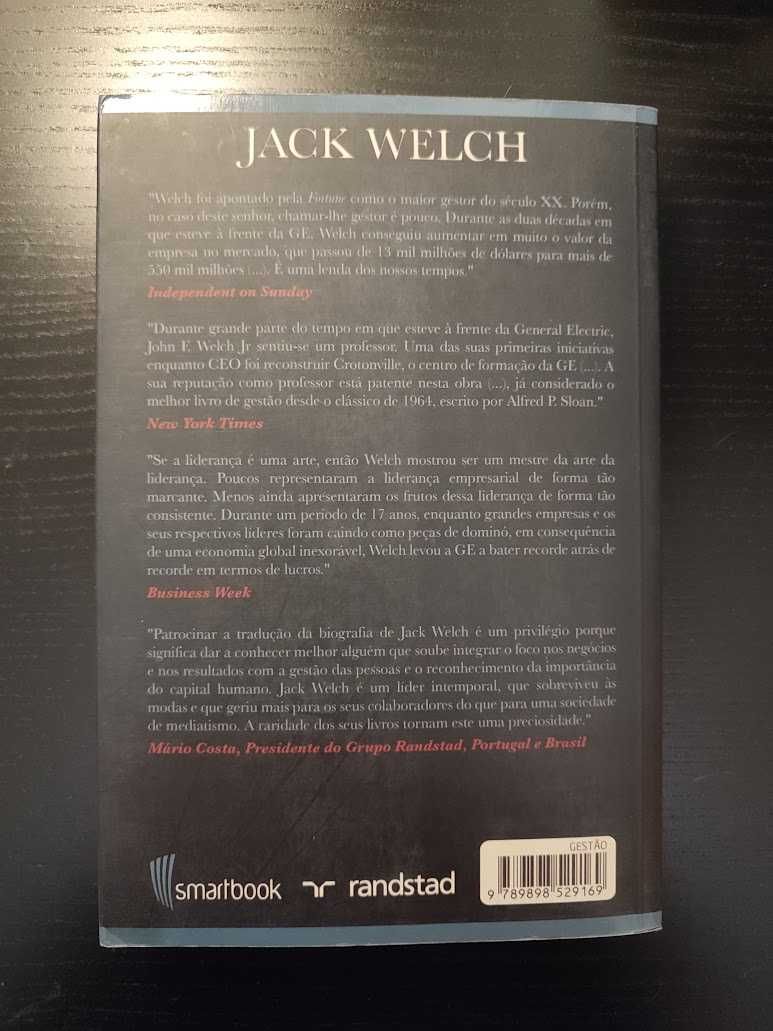 JACK WELCH
"Welch foi apontado pela Fortune como o maior gestor do século XX. Porém,
no caso deste senhor, chamar-lhe gestor é pouco. Durante as duas décadas em
que esteve à frente da GE, Welch conseguiu aumentar em muito o valor da
empresa no mercado, que passou de 13 mil milhões de dólares para mais de
550 mil milhões (...). É uma lenda dos nossos tempos."
Independent on Sunday
"Durante grande parte do tempo em que esteve à frente da General Electric,
John F. Welch Jr sentiu-se um professor. Uma das suas primeiras iniciativas
enquanto CEO foi reconstruir Crotonville, o centro de formação da GE (...). A
sua reputação como professor está patente nesta obra (...), já considerado o
melhor livro de gestão desde o clássico de 1964, escrito por Alfred P. Sloan."
New York Times
"Se a liderança é uma arte, então Welch mostrou ser um mestre da arte da
liderança. Poucos representaram a liderança empresarial de forma tão
marcante. Menos ainda apresentaram os frutos dessa liderança de forma tão
consistente. Durante um período de 17 anos, enquanto grandes empresas e os
seus respectivos líderes foram caindo como peças de dominó, em consequência
de uma economia global inexorável, Welch levou a GE a bater recorde atrás de
recorde em termos de lucros."
Business Week
"Patrocinar a tradução da biografia de Jack Welch é um privilégio porque
significa dar a conhecer melhor alguém que soube integrar o foco nos negócios
e nos resultados com a gestão das pessoas e o reconhecimento da importância
do capital humano. Jack Welch é um líder intemporal, que sobreviveu às
modas e que geriu mais para os seus colaboradores do que para uma sociedade
de mediatismo. A raridade dos seus livros tornam este uma preciosidade."
Mário Costa, Presidente do Grupo Randstad, Portugal e Brasil
GESTÃO
smartbook randstad
9 789898 529169